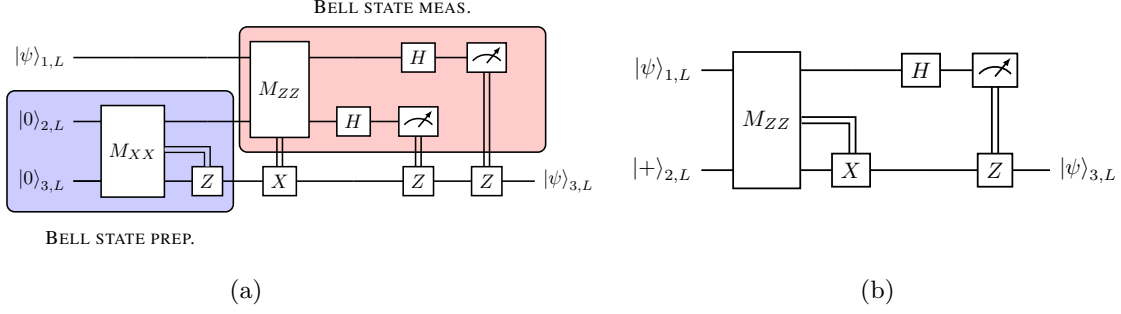 BELL STATE MEAS.
|ψ⟩1,L
H
M_ZZ
|0⟩2,L
H
M_XX
|0⟩3,L
Z
X
Z
Z
|ψ⟩3,L
BELL STATE PREP.
(a)
|ψ⟩1,L
H
M_ZZ
|+⟩2,L
X
Z
|ψ⟩3,L
(b)